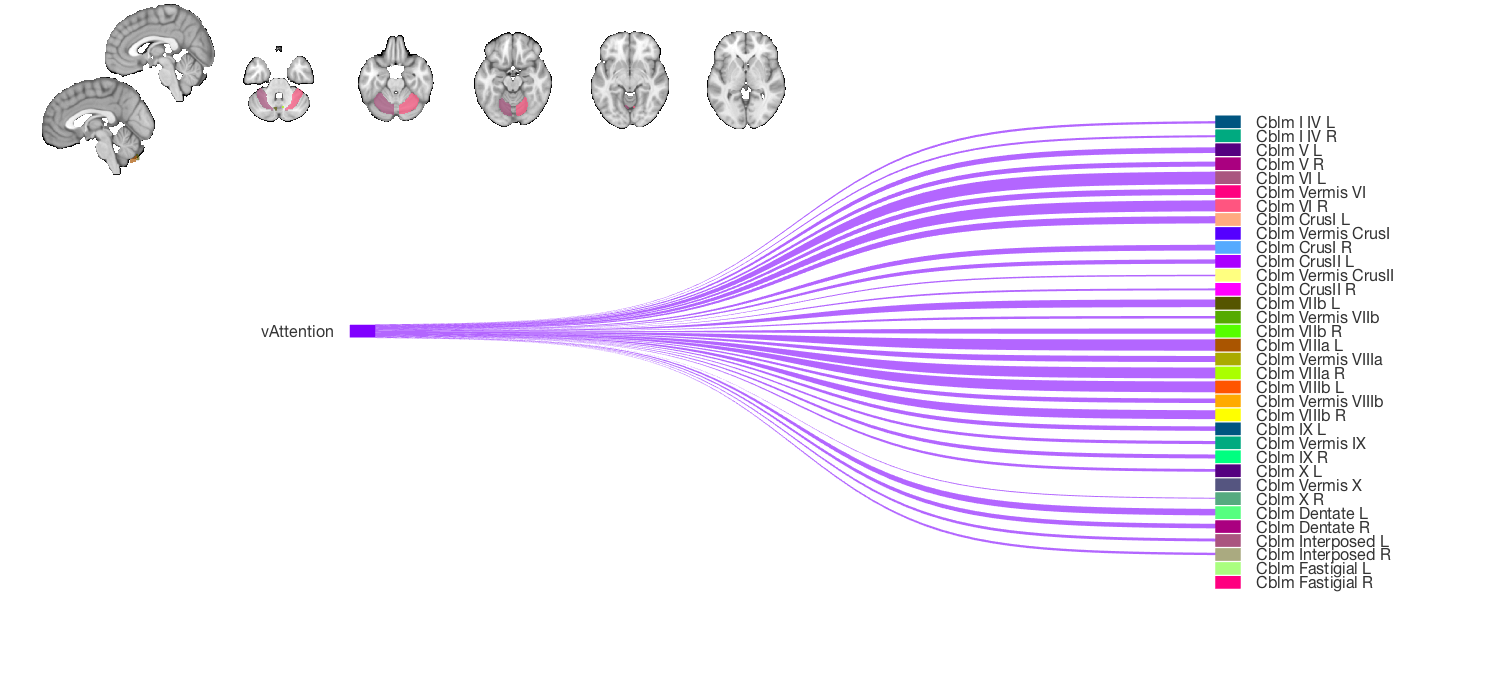 Cblm I IV L
Cblm I IV R
Cblm V L
Cblm V R
Cblm VI L
Cblm Vermis VI
Cblm VI R
Cblm CrusI L
Cblm Vermis CrusI
Cblm CrusI R
Cblm CrusII L
Cblm Vermis CrusII
Cblm CrusII R
Cblm VIIb L
Cblm Vermis VIIb
vAttention
Cblm VIIb R
Cblm VIIIa L
Cblm Vermis VIIIa
Cblm VIIIa R
Cblm VIIIb L
Cblm Vermis VIIIb
Cblm VIIIb R
Cblm IX L
Cblm Vermis IX
Cblm IX R
Cblm X L
Cblm Vermis X
Cblm X R
Cblm Dentate L
Cblm Dentate R
Cblm Interposed L
Cblm Interposed R
Cblm Fastigial L
Cblm Fastigial R